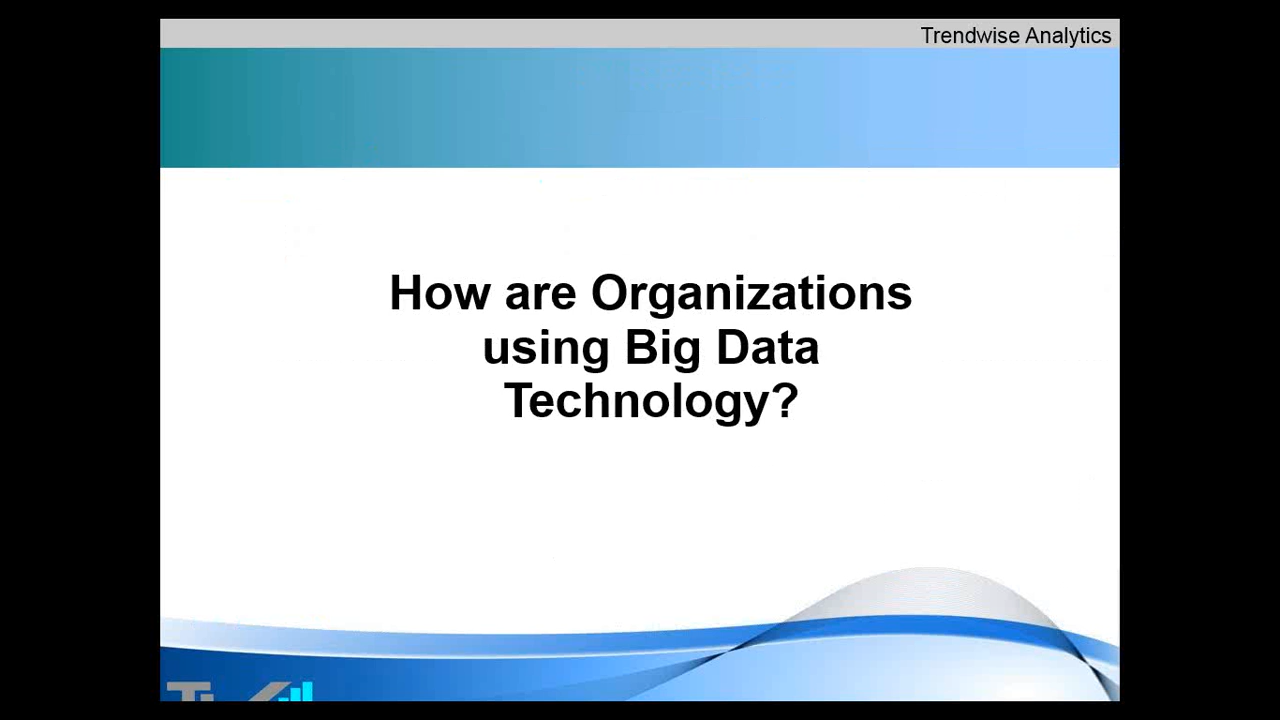 Trendwise Analytics
How are Organizations
using Big Data
Technology?